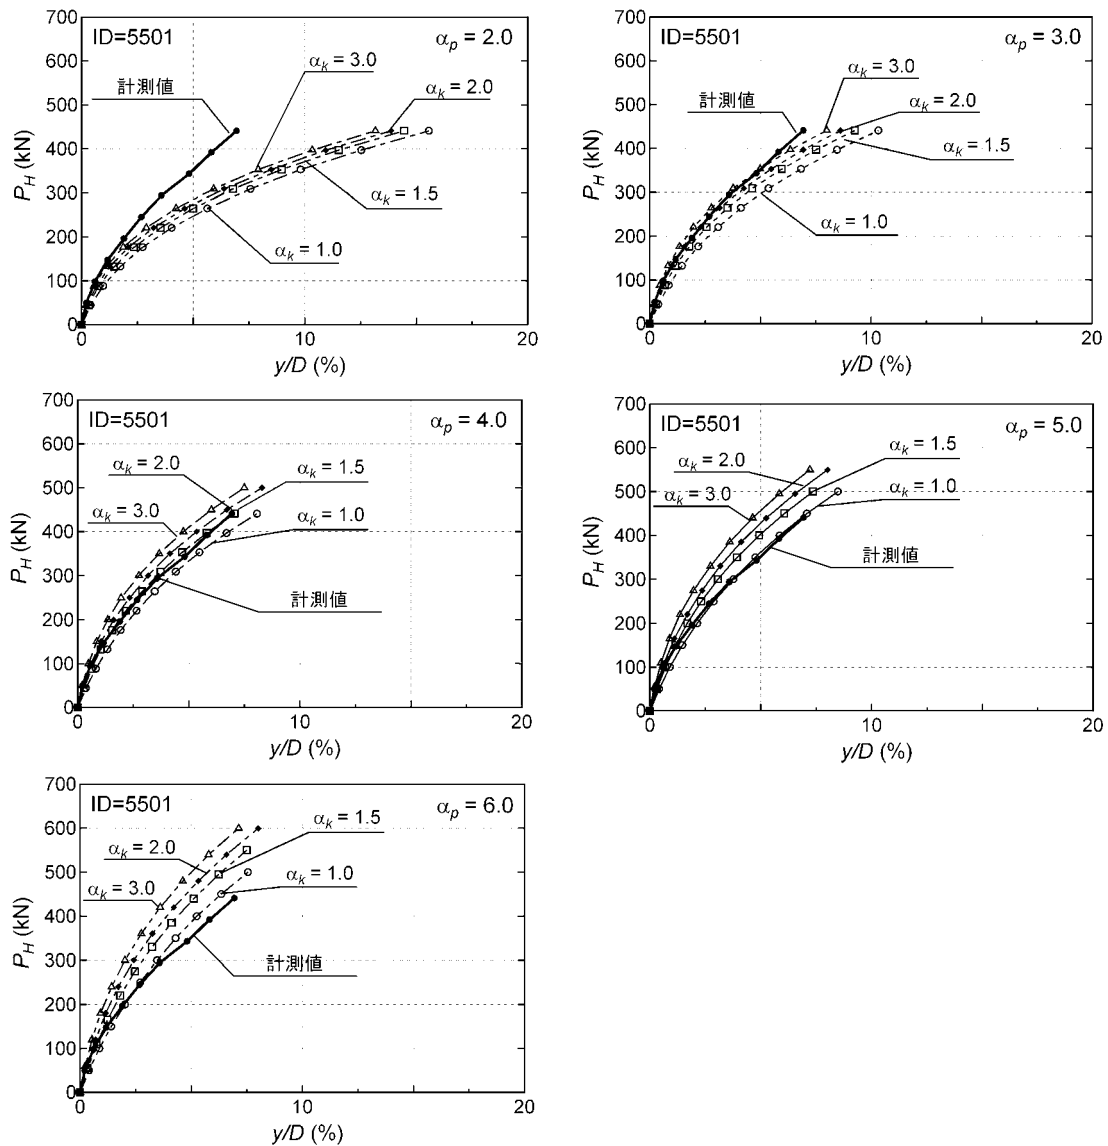 700
600
500
400
300
200
100
0
P_H (kN)
ID=5501
α_p = 2.0
計測値
α_k = 3.0
α_k = 2.0
α_k = 1.5
α_k = 1.0
0
5
10
15
20
y/D (%)
700
600
500
400
300
200
100
0
P_H (kN)
ID=5501
α_p = 3.0
計測値
α_k = 3.0
α_k = 2.0
α_k = 1.5
α_k = 1.0
0
5
10
15
20
y/D (%)
700
600
500
400
300
200
100
0
P_H (kN)
ID=5501
α_p = 4.0
α_k = 2.0
α_k = 1.5
α_k = 3.0
α_k = 1.0
計測値
0
10
20
y/D (%)
700
600
500
400
300
200
100
0
P_H (kN)
ID=5501
α_p = 5.0
α_k = 1.5
α_k = 2.0
α_k = 3.0
α_k = 1.0
計測値
0
5
10
15
20
y/D (%)
700
600
500
400
300
200
100
0
P_H (kN)
ID=5501
α_p = 6.0
α_k = 1.5
α_k = 2.0
α_k = 3.0
α_k = 1.0
計測値
0
5
10
15
20
y/D (%)